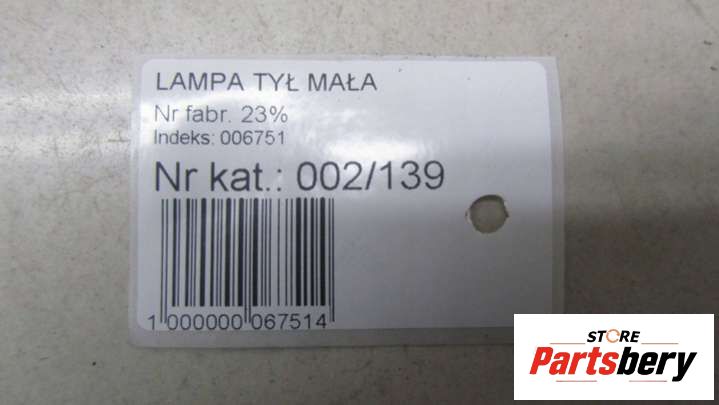 LAMPA TYŁ MAŁA
Nr fabr. 23%
Indeks: 006751
Nr kat.: 002/139
1 000000 067514
STORE
Partsbery